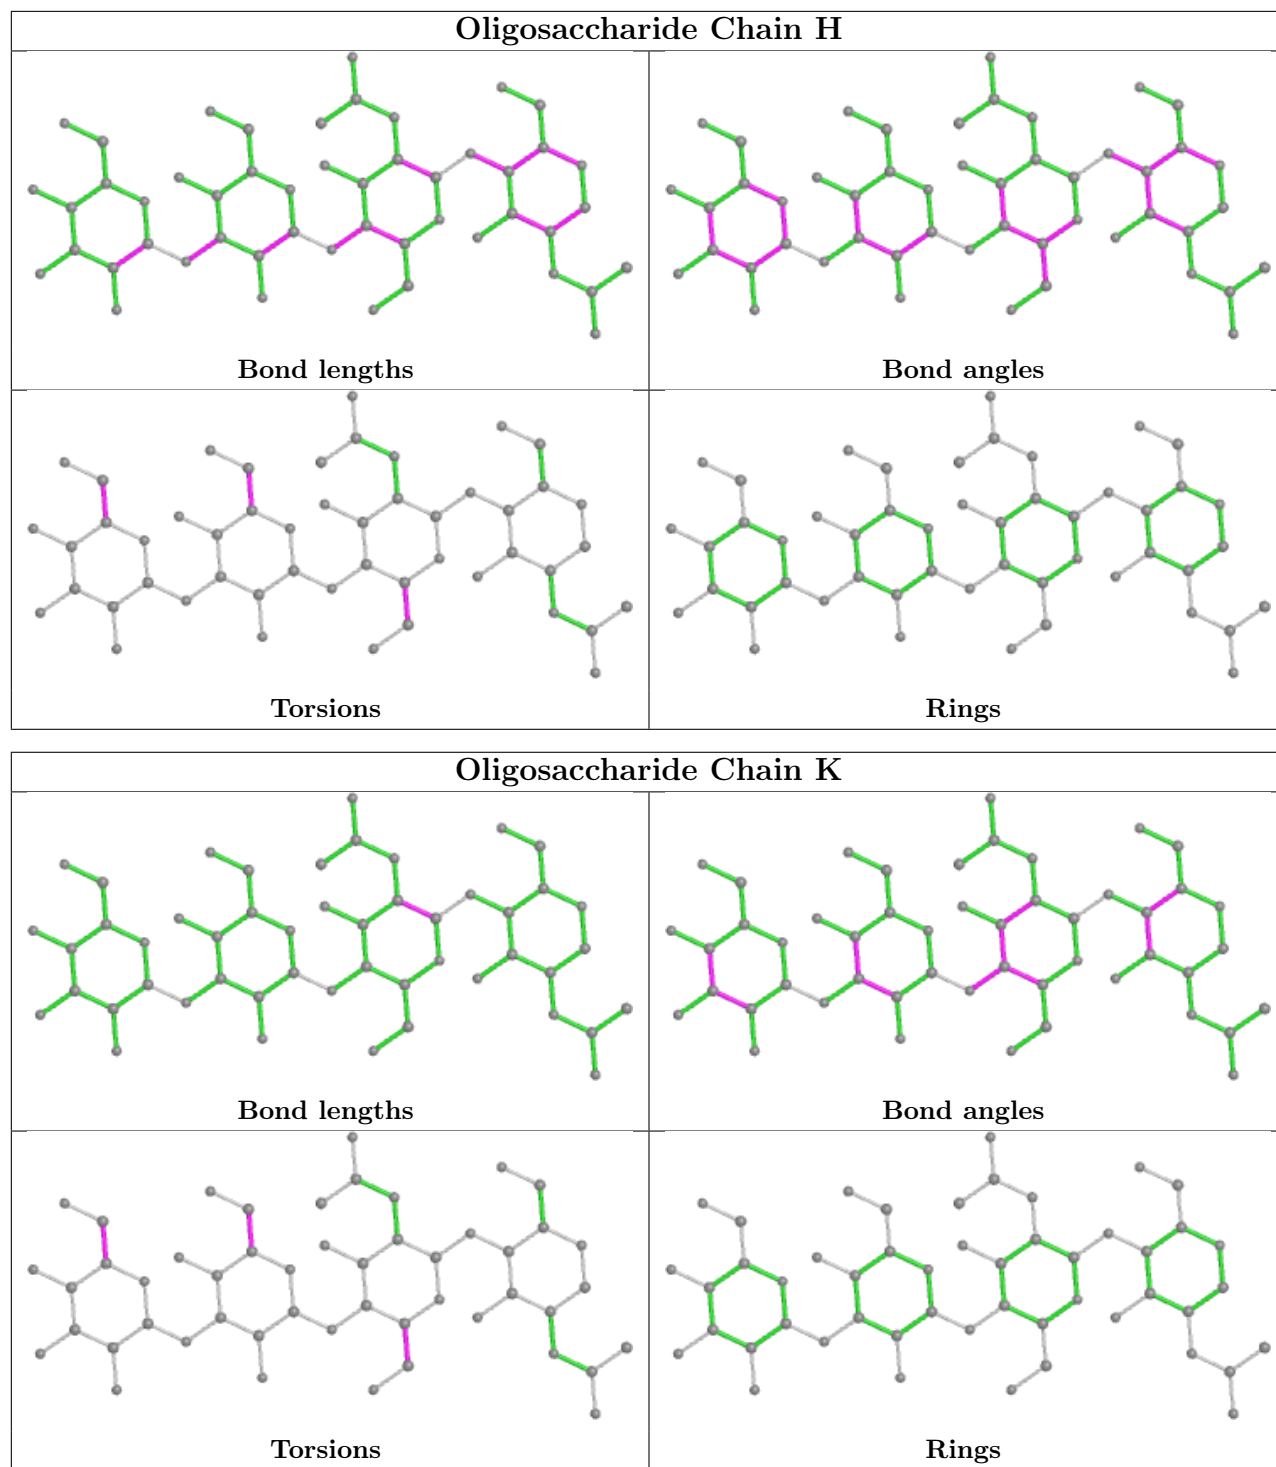 Oligosaccharide Chain H
Bond lengths
Bond angles
Torsions
Rings
Oligosaccharide Chain K
Bond lengths
Bond angles
Torsions
Rings